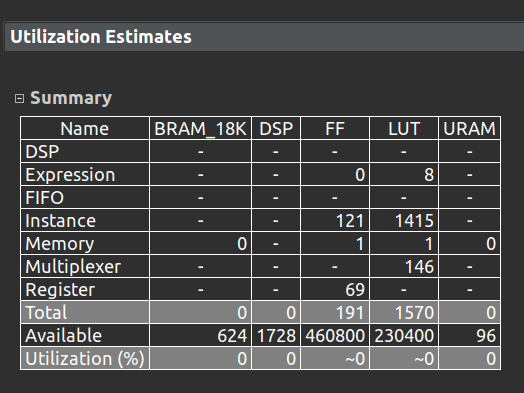 Utilization Estimates
Summary
Name BRAM_18K DSP FF LUT URAM
DSP - - - - -
Expression - - 0 8 -
FIFO - - - - -
Instance - - 121 1415 -
Memory 0 - 1 1 0
Multiplexer - - - 146 -
Register - - 69 - -
Total 0 0 191 1570 0
Available 624 1728 460800 230400 96
Utilization (%) 0 0 ~0 ~0 0